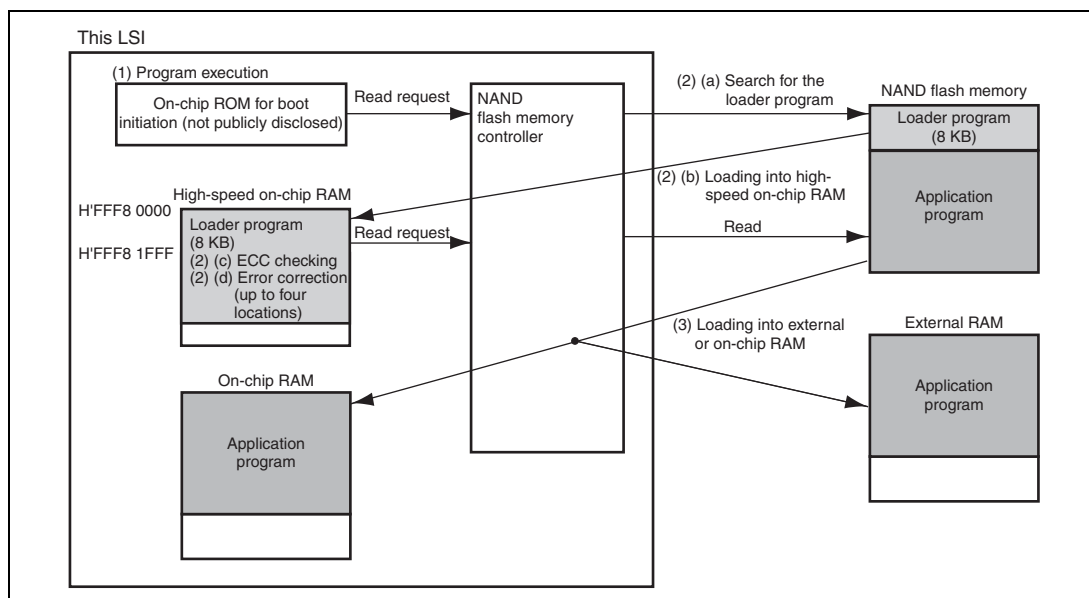 This LSI
(1) Program execution
On-chip ROM for boot
initiation (not publicly disclosed)
Read request
NAND
flash memory
controller
(2) (a) Search for the
loader program
NAND flash memory
Loader program
(8 KB)
(2) (b) Loading into high-
speed on-chip RAM
Application
program
High-speed on-chip RAM
H'FFF8 0000
H'FFF8 1FFF
Loader program
(8 KB)
(2) (c) ECC checking
(2) (d) Error correction
(up to four
locations)
Read request
Read
(3) Loading into external
or on-chip RAM
External RAM
Application
program
On-chip RAM
Application
program